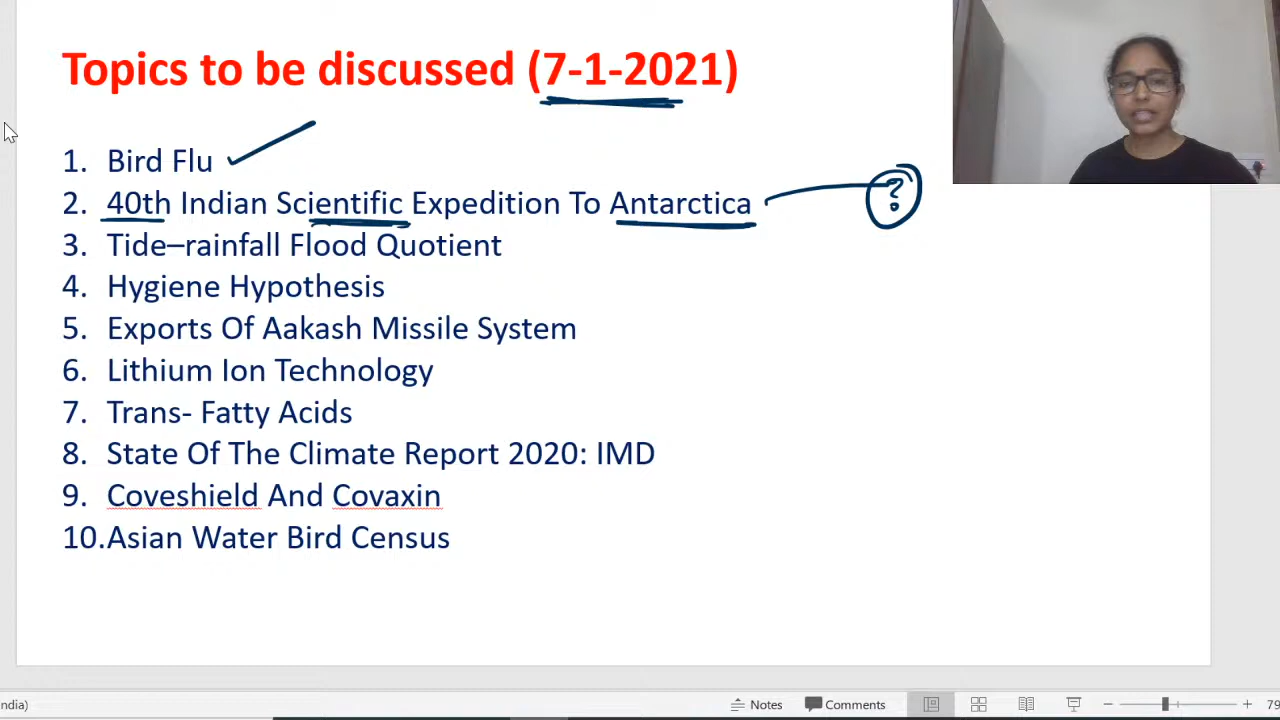 Topics to be discussed (7-1-2021)
1. Bird Flu
2. 40th Indian Scientific Expedition To Antarctica ?
3. Tide–rainfall Flood Quotient
4. Hygiene Hypothesis
5. Exports Of Aakash Missile System
6. Lithium Ion Technology
7. Trans- Fatty Acids
8. State Of The Climate Report 2020: IMD
9. Coveshield And Covaxin
10.Asian Water Bird Census
ndia) Notes Comments 79